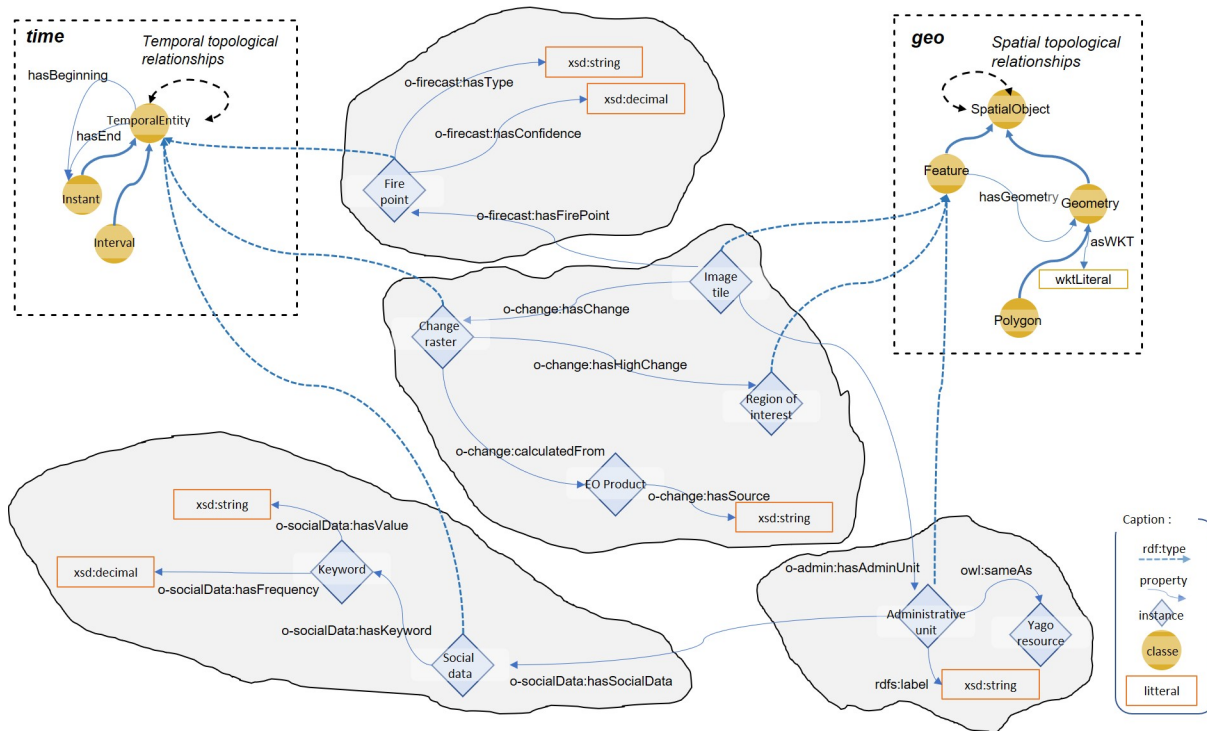 time
Temporal topological
relationships
hasBeginning
TemporalEntity
hasEnd
Instant
Interval
xsd:string
o-firecast:hasType
xsd:decimal
o-firecast:hasConfidence
Fire
point
o-firecast:hasFirePoint
geo
Spatial topological
relationships
SpatialObject
Feature
hasGeometry
Geometry
asWKT
wktLiteral
Polygon
Image
tile
o-change:hasChange
Change
raster
o-change:hasHighChange
Region of
interest
o-change:calculatedFrom
EO Product
o-change:hasSource
xsd:string
xsd:string
o-socialData:hasValue
xsd:decimal
Keyword
o-socialData:hasFrequency
o-socialData:hasKeyword
Social
data
o-socialData:hasSocialData
o-admin:hasAdminUnit
owl:sameAs
Administrative
unit
Yago
resource
rdfs:label
xsd:string
Caption :
rdf:type
property
instance
classe
litteral